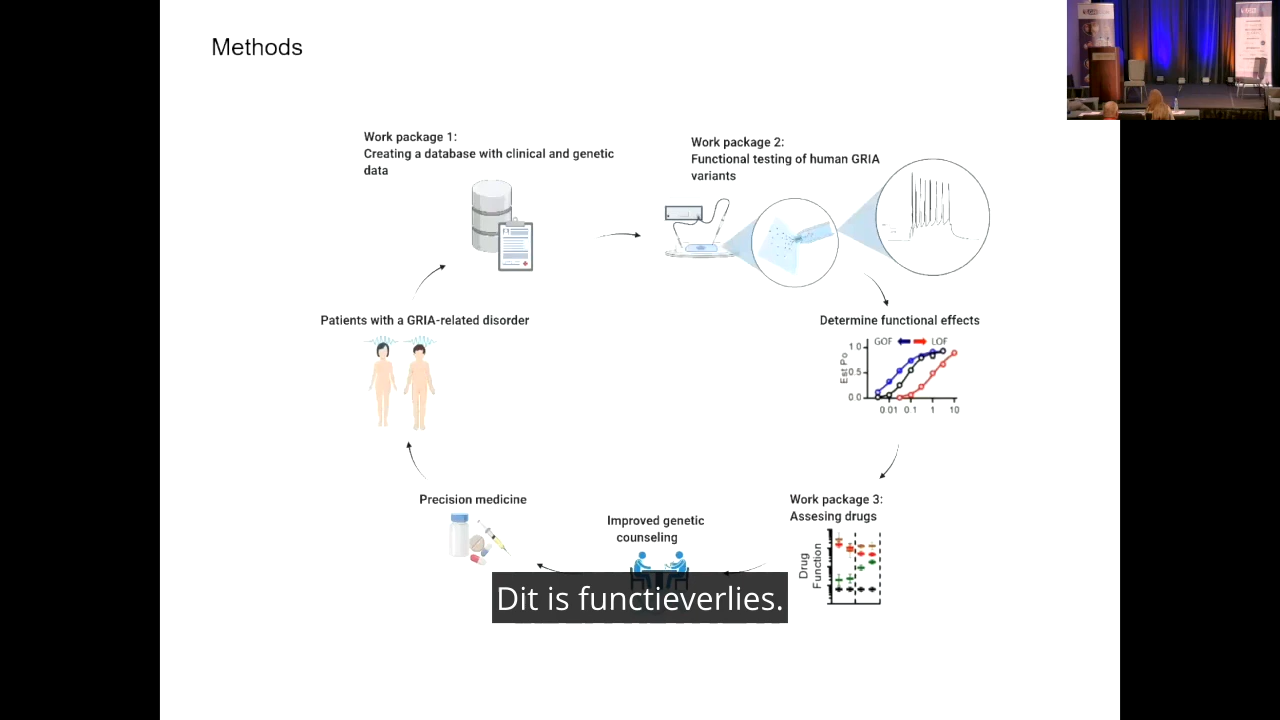 Methods
Work package 1:
Creating a database with clinical and genetic
data
Work package 2:
Functional testing of human GRIA
variants
Patients with a GRIA-related disorder
Determine functional effects
GOF LOF
Est Po
1 0
0.5
0.0
0 01 0.1 1 10
Precision medicine
Improved genetic
counseling
Work package 3:
Assesing drugs
Drug
Function
Dit is functieverlies.